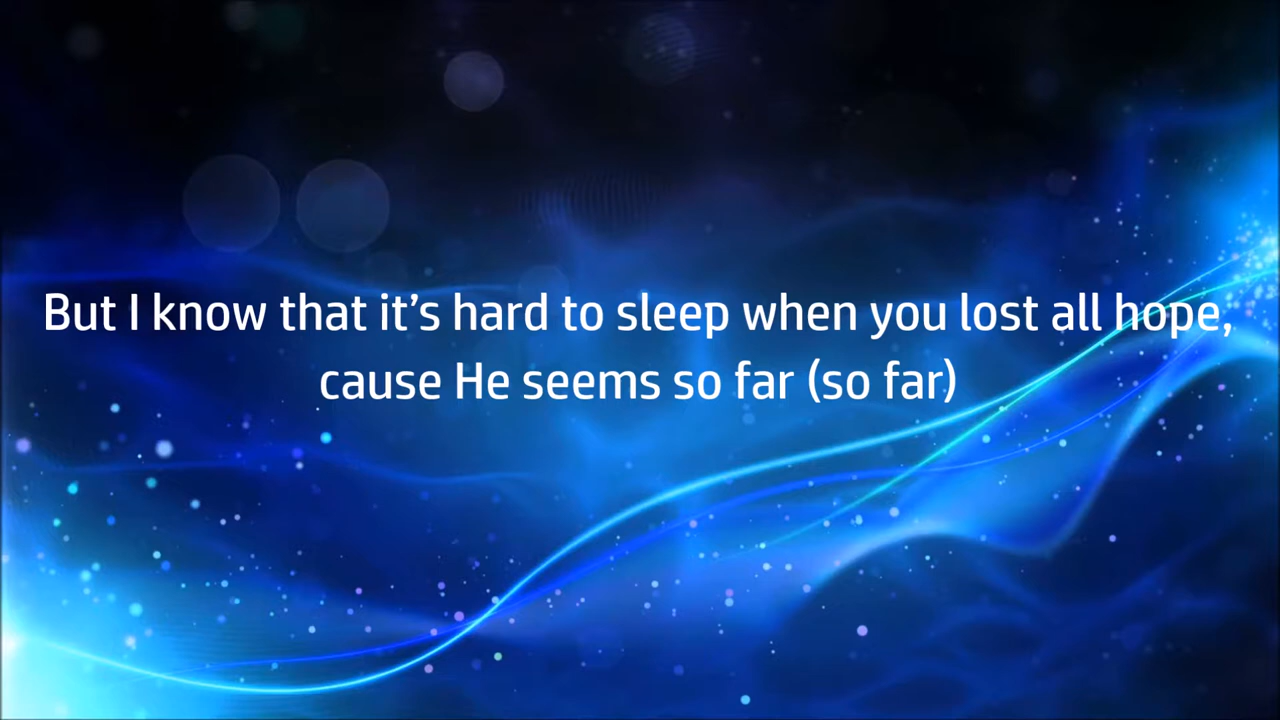 But I know that it’s hard to sleep when you lost all hope,
cause He seems so far (so far)